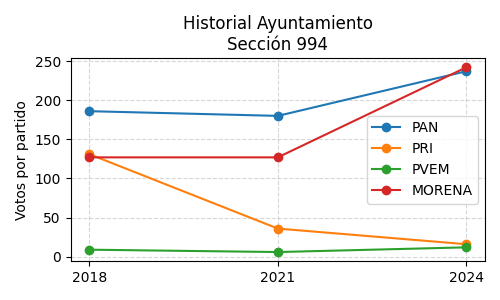 Historial Ayuntamiento
Sección 994
Votos por partido
250
200
150
100
50
0
2018
2021
2024
PAN
PRI
PVEM
MORENA